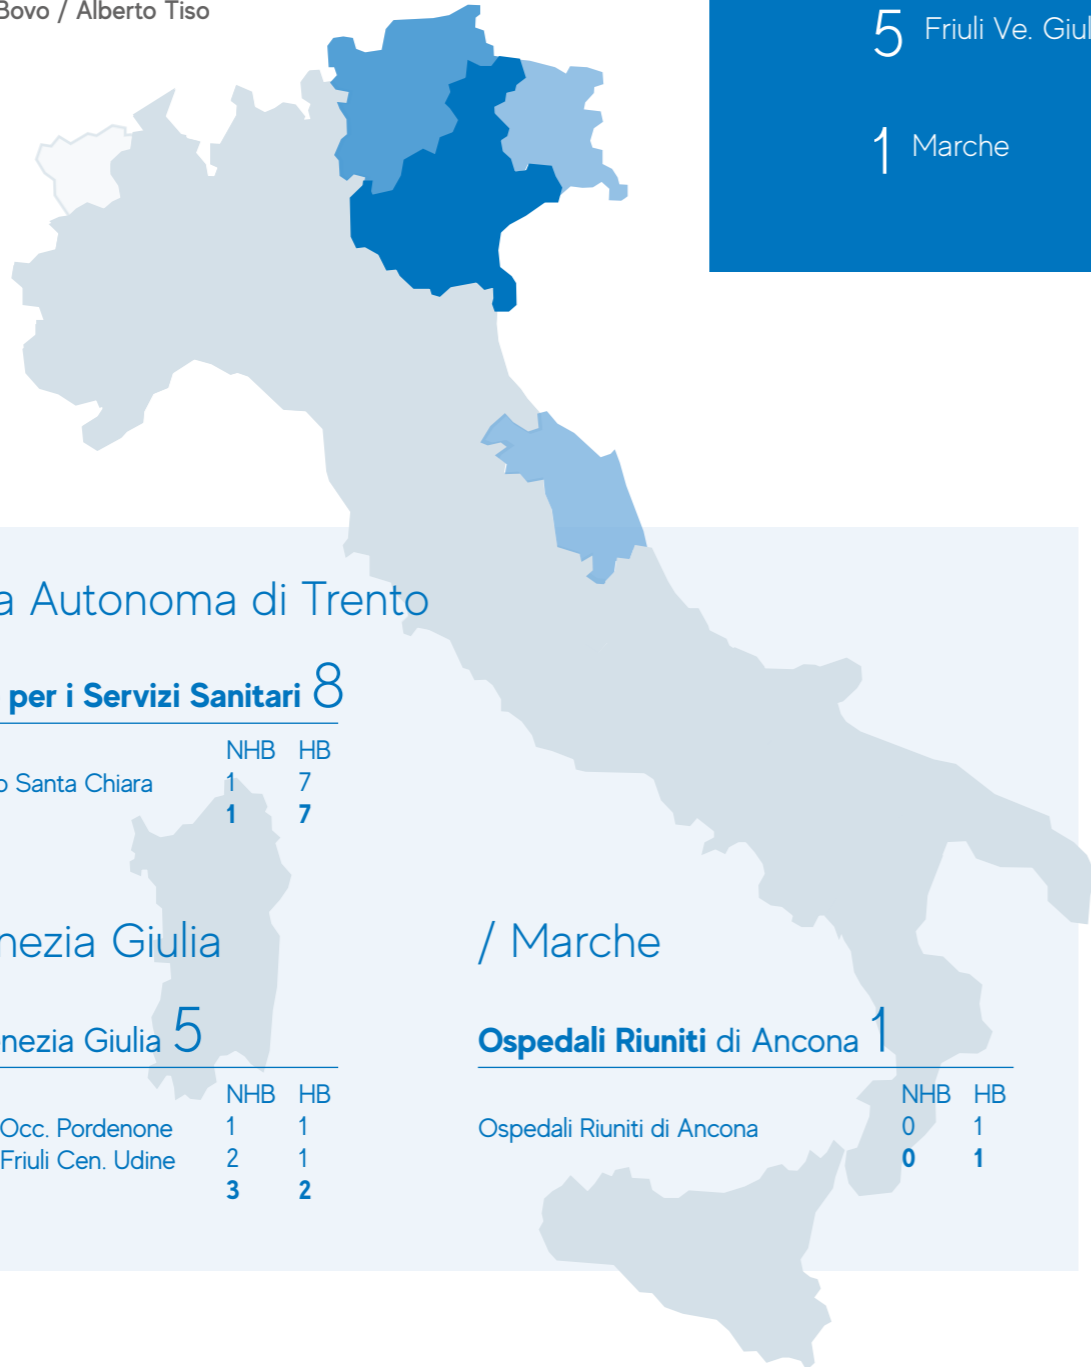 Bovo / Alberto Tiso
5 Friuli Ve. Giul
1 Marche
a Autonoma di Trento
per i Servizi Sanitari 8
NHB HB
o Santa Chiara 1 7
1 7
nezia Giulia
nezia Giulia 5
NHB HB
Occ. Pordenone 1 1
Friuli Cen. Udine 2 1
3 2
/ Marche
Ospedali Riuniti di Ancona 1
NHB HB
Ospedali Riuniti di Ancona 0 1
0 1